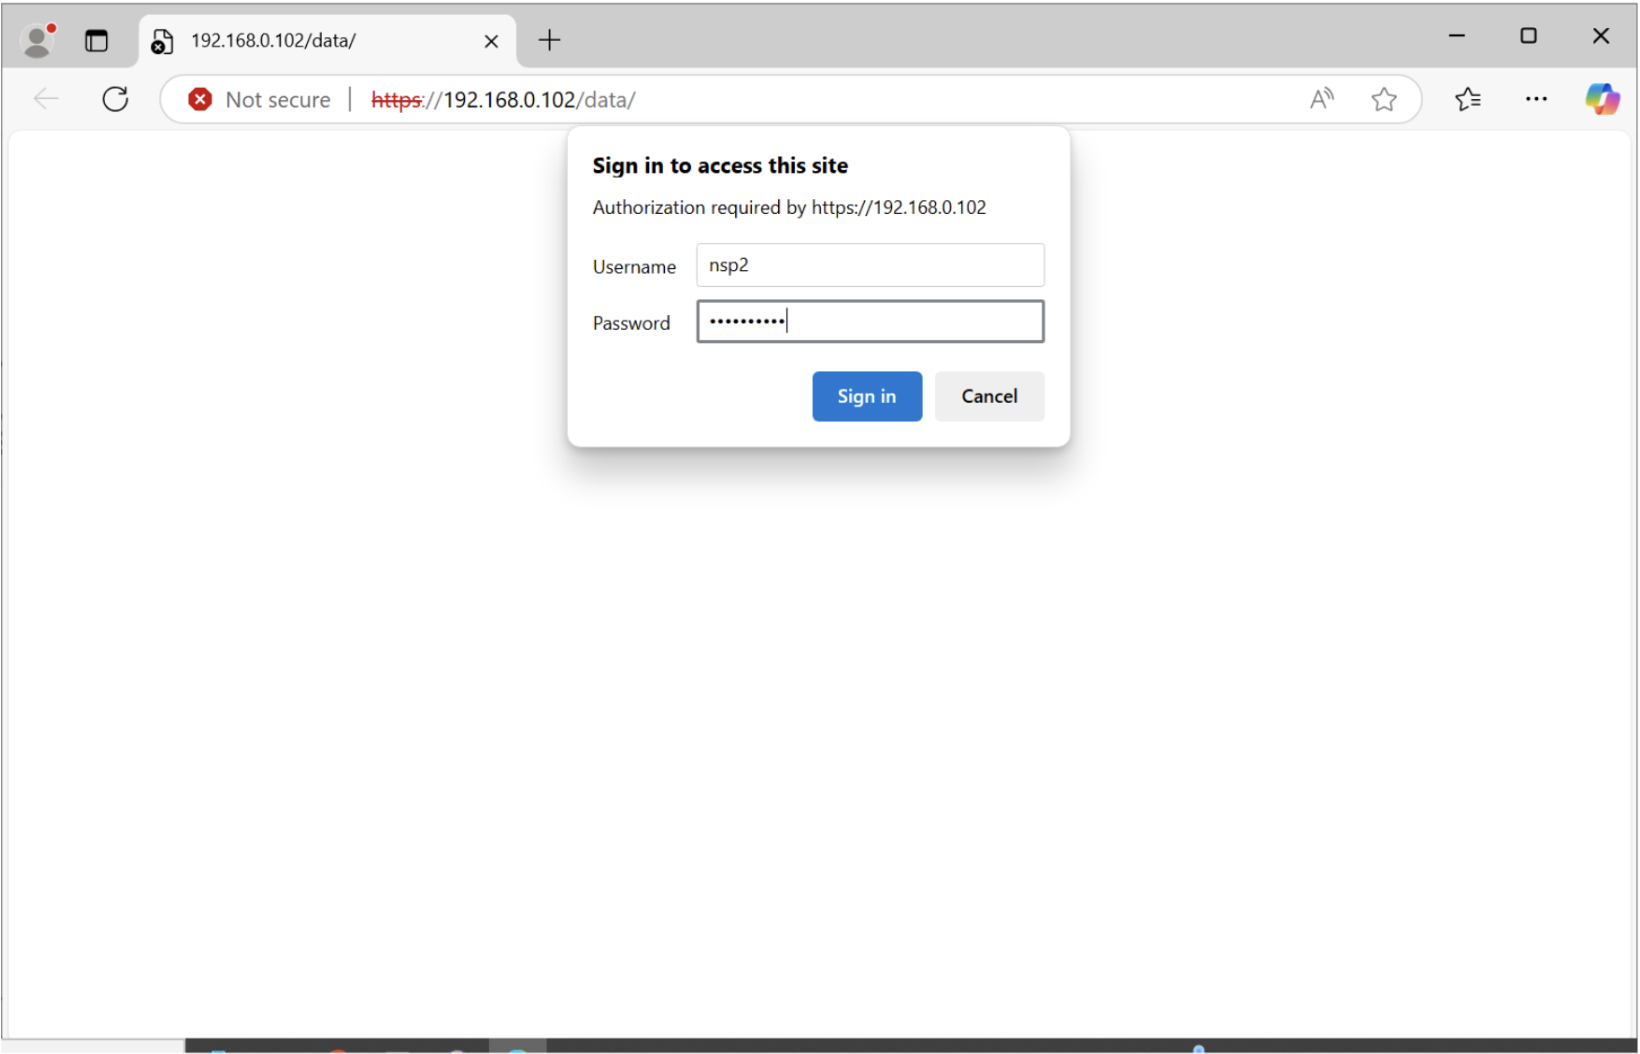 192.168.0.102/data/
Not secure | https://192.168.0.102/data/
Sign in to access this site
Authorization required by https://192.168.0.102
Username nsp2
Password ••••••••••
Sign in Cancel